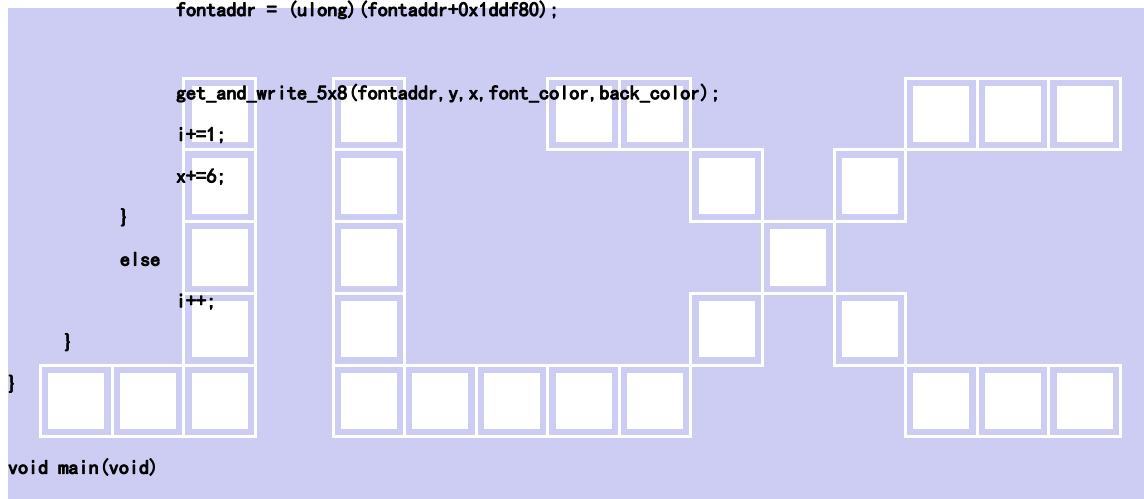 fontaddr = (ulong)(fontaddr+0x1ddf80);
get_and_write_5x8(fontaddr,y,x,font_color,back_color);
i+=1;
x+=6;
}
else
i++;
}
}
void main(void)